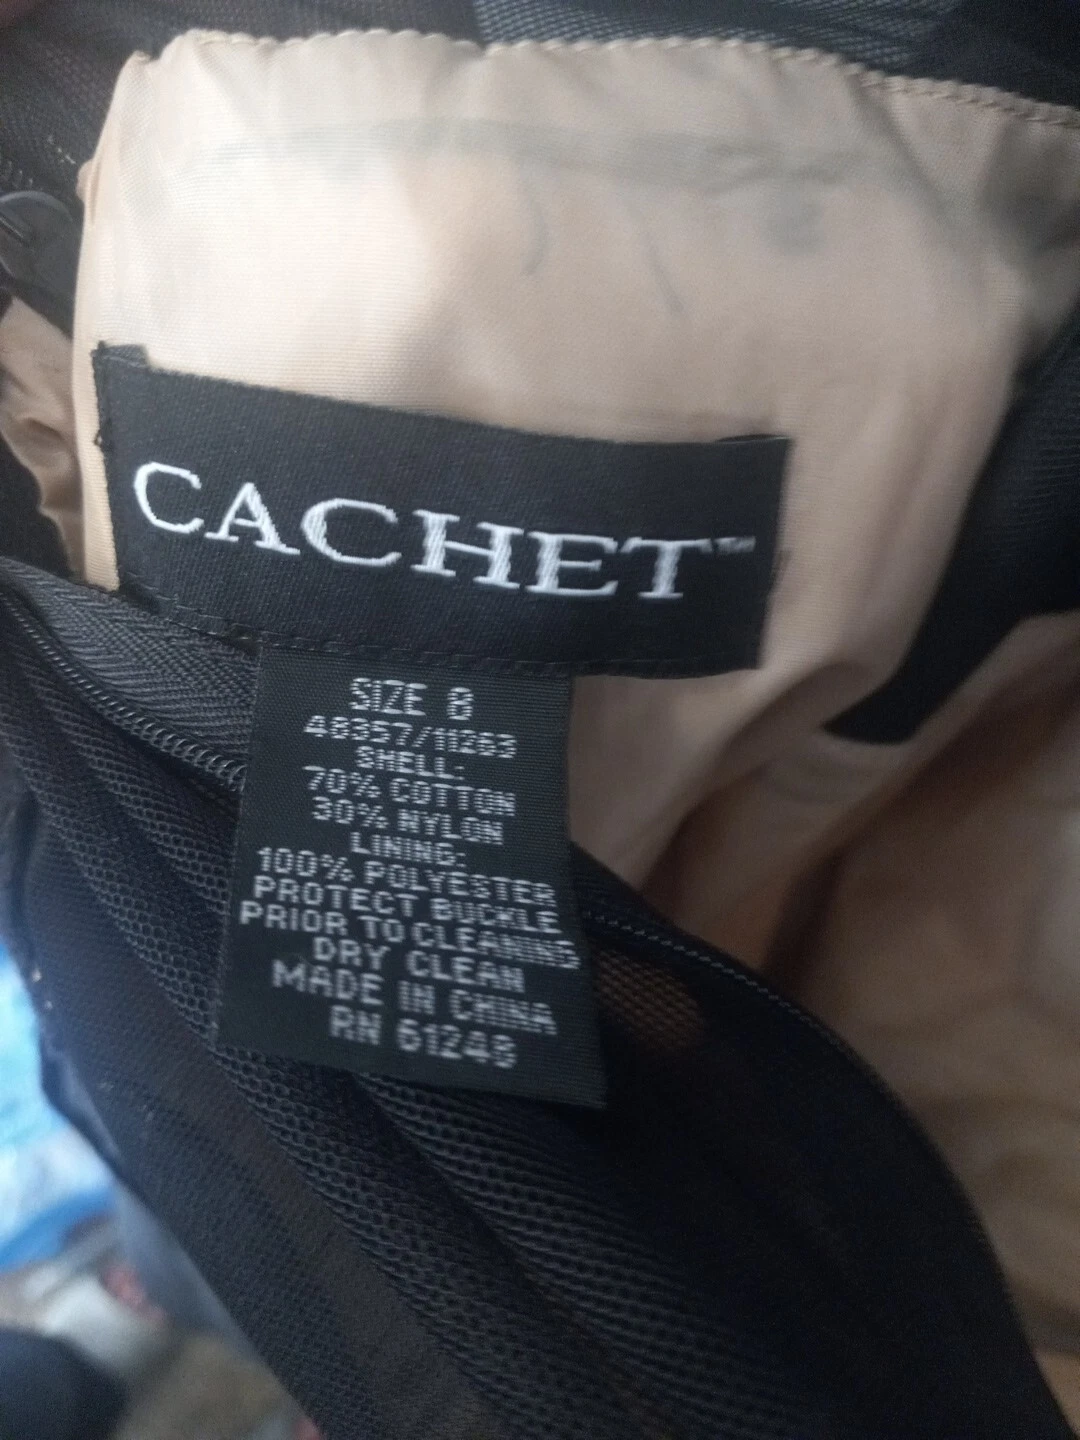 CACHET™
SIZE 8
48357/11263
SHELL:
70% COTTON
30% NYLON
LINING:
100% POLYESTER
PROTECT BUCKLE
PRIOR TO CLEANING
DRY CLEAN
MADE IN CHINA
RN 61248